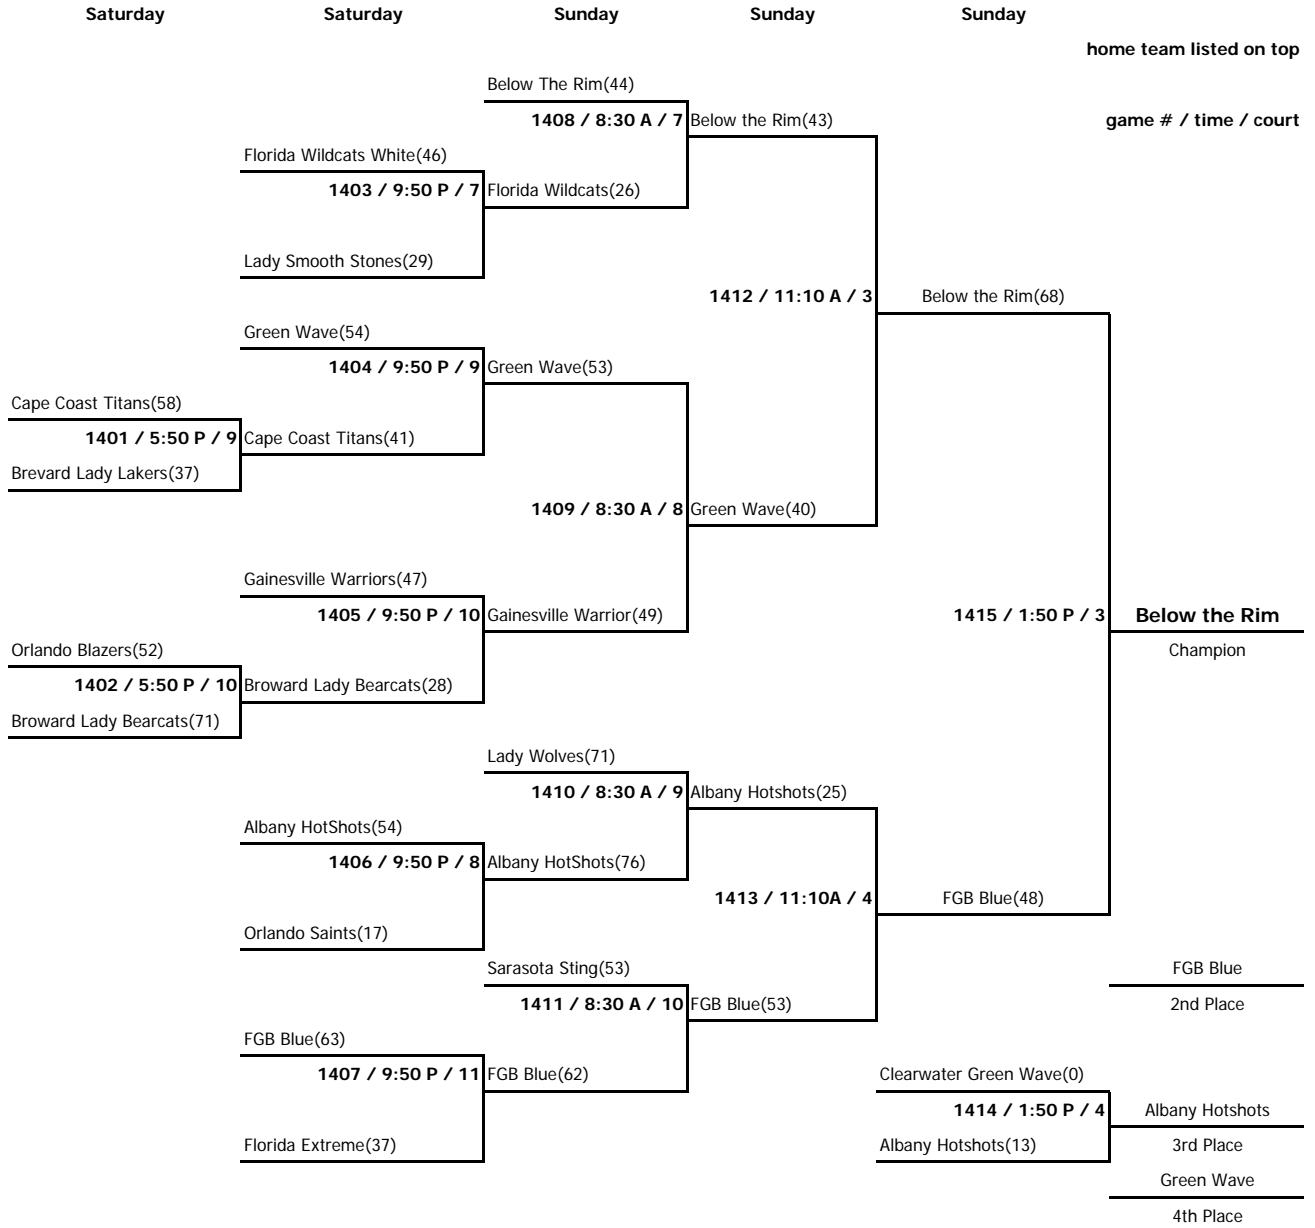 Saturday Saturday Sunday Sunday Sunday
home team listed on top
Below The Rim(44)
1408 / 8:30 A / 7 Below the Rim(43) game # / time / court
Florida Wildcats White(46)
1403 / 9:50 P / 7 Florida Wildcats(26)
Lady Smooth Stones(29)
1412 / 11:10 A / 3 Below the Rim(68)
Green Wave(54)
1404 / 9:50 P / 9 Green Wave(53)
Cape Coast Titans(58)
1401 / 5:50 P / 9 Cape Coast Titans(41)
Brevard Lady Lakers(37)
1409 / 8:30 A / 8 Green Wave(40)
Gainesville Warriors(47)
1405 / 9:50 P / 10 Gainesville Warrior(49) 1415 / 1:50 P / 3 Below the Rim
Orlando Blazers(52) Champion
1402 / 5:50 P / 10 Broward Lady Bearcats(28)
Broward Lady Bearcats(71)
Lady Wolves(71)
1410 / 8:30 A / 9 Albany Hotshots(25)
Albany HotShots(54)
1406 / 9:50 P / 8 Albany HotShots(76)
1413 / 11:10A / 4 FGB Blue(48)
Orlando Saints(17)
Sarasota Sting(53) FGB Blue
1411 / 8:30 A / 10 FGB Blue(53) 2nd Place
FGB Blue(63)
1407 / 9:50 P / 11 FGB Blue(62) Clearwater Green Wave(0)
1414 / 1:50 P / 4 Albany Hotshots
Florida Extreme(37) Albany Hotshots(13) 3rd Place
Green Wave
4th Place